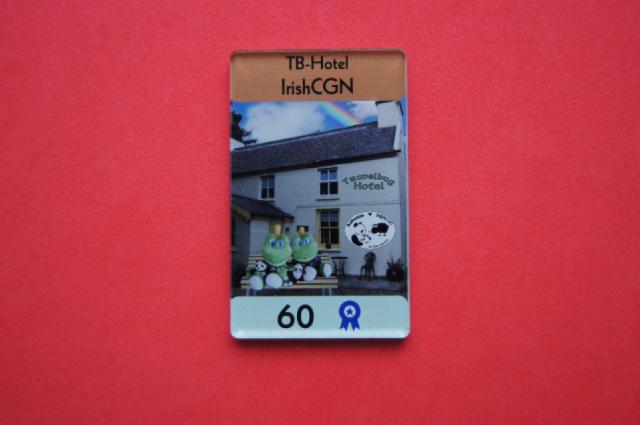 TB-Hotel
IrishCGN
Travelbug
Hotel
60